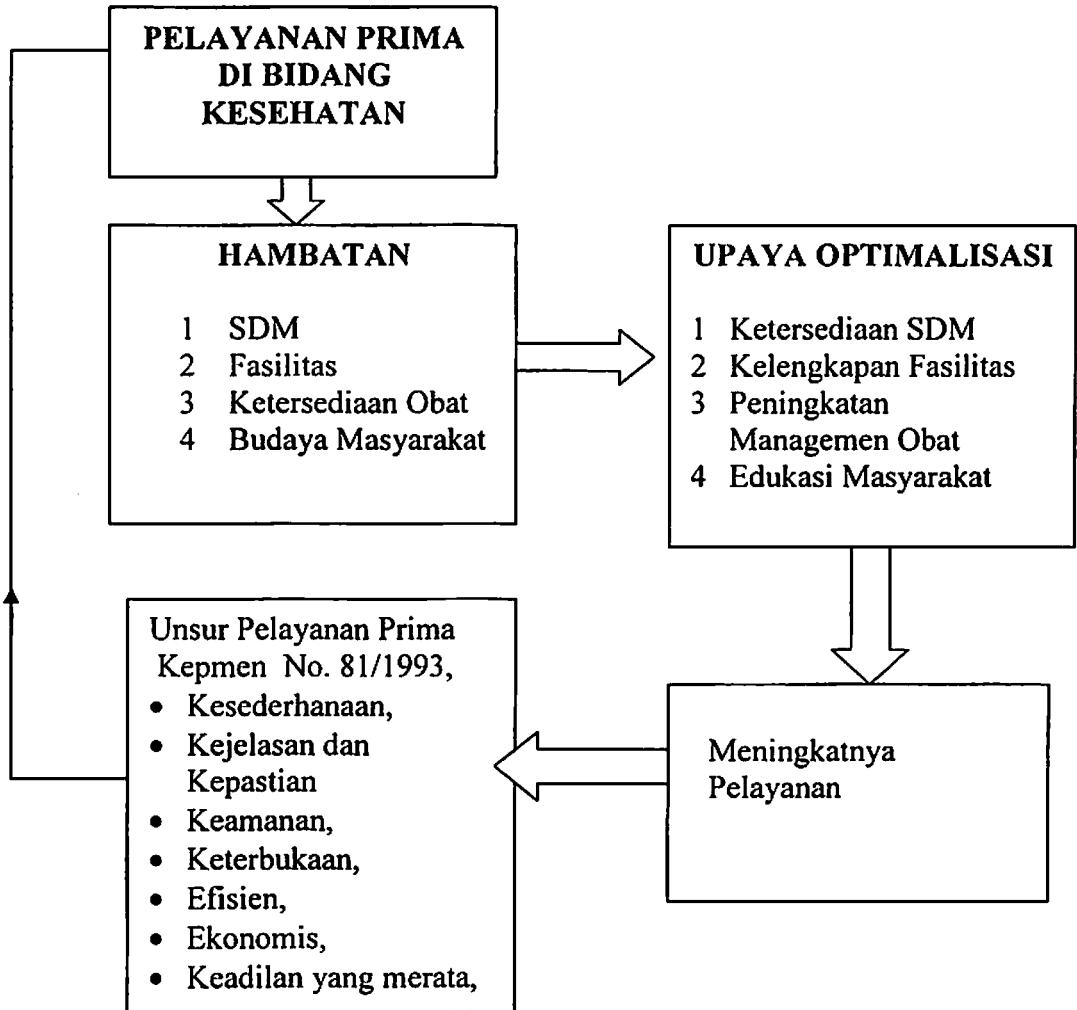 PELAYANAN PRIMA
DI BIDANG
KESEHATAN
HAMBATAN
1 SDM
2 Fasilitas
3 Ketersediaan Obat
4 Budaya Masyarakat
UPAYA OPTIMALISASI
1 Ketersediaan SDM
2 Kelengkapan Fasilitas
3 Peningkatan
Managemen Obat
4 Edukasi Masyarakat
Meningkatnya
Pelayanan
Unsur Pelayanan Prima
Kepmen No. 81/1993,
• Kesederhanaan,
• Kejelasan dan
Kepastian
• Keamanan,
• Keterbukaan,
• Efisien,
• Ekonomis,
• Keadilan yang merata,